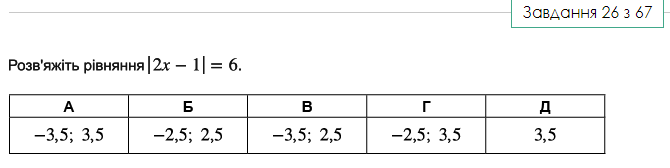 Завдання 26 з 67
Розв'яжіть рівняння |2x − 1| = 6.
А Б В Г Д
−3,5; 3,5 −2,5; 2,5 −3,5; 2,5 −2,5; 3,5 3,5